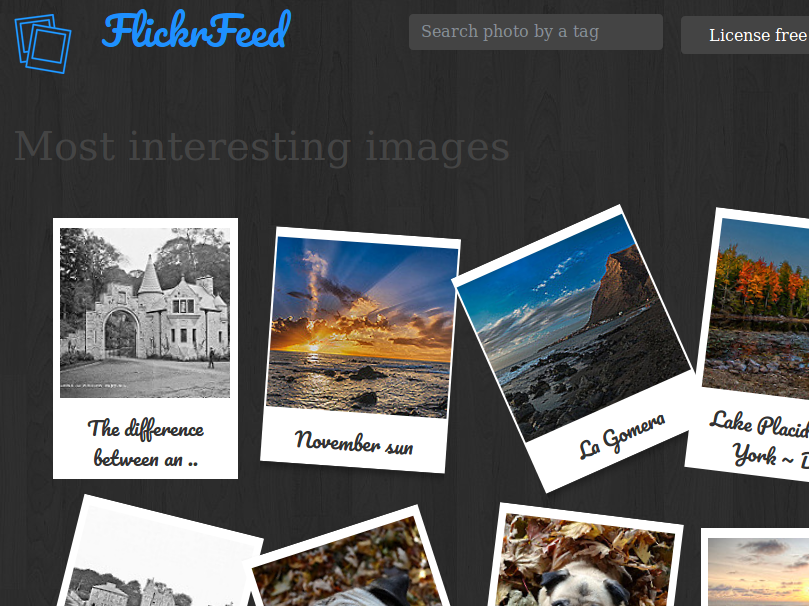 FlickrFeed
Search photo by a tag
License free
Most interesting images
The difference
between an ..
November sun
La Gomera
Lake Placid
York ~